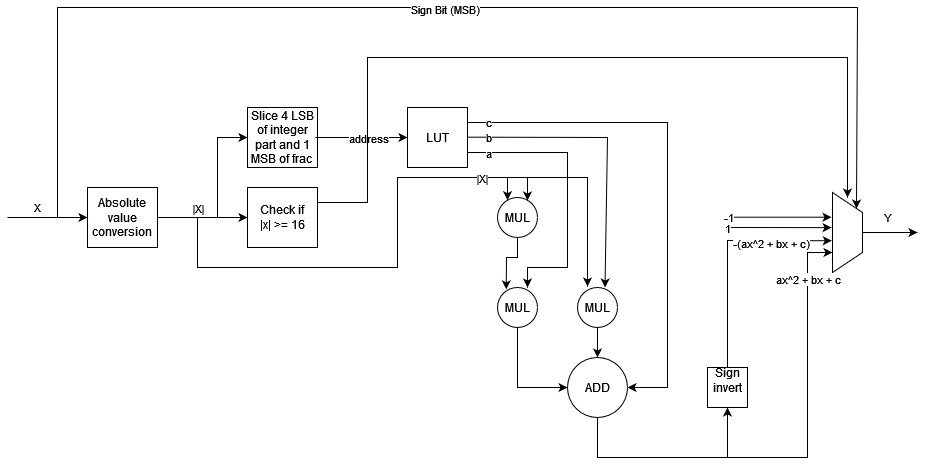 Sign Bit (MSB)
Slice 4 LSB
of integer
part and 1
MSB of frac
address
LUT
c
b
a
X
Absolute
value
conversion
|X|
Check if
|x| >= 16
|X|
MUL
MUL
MUL
ADD
-1
1
-(ax^2 + bx + c)
ax^2 + bx + c
Y
Sign
invert